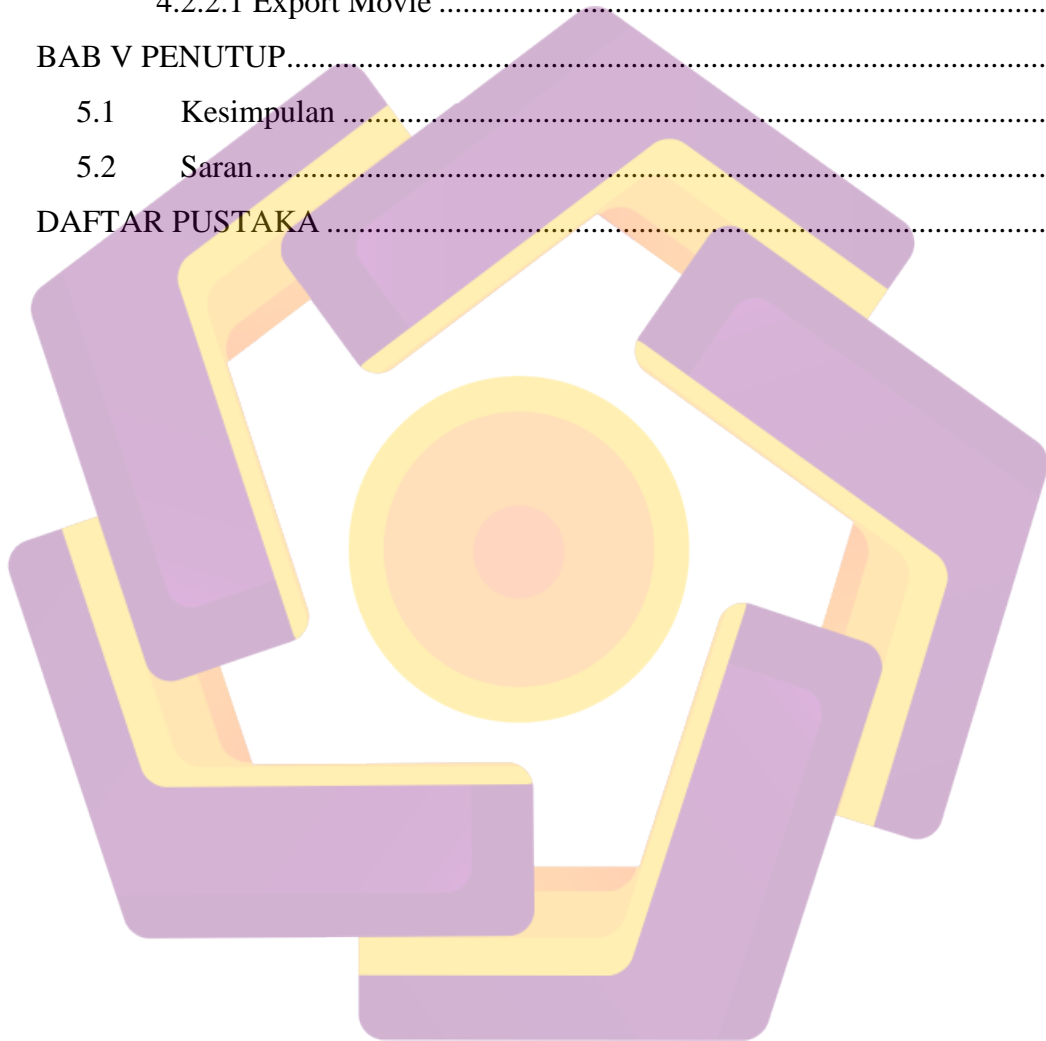 4.2.2.1 Export Movie ........................................................................
BAB V PENUTUP.............................................................................................
5.1 Kesimpulan .......................................................................................
5.2 Saran..................................................................................................
DAFTAR PUSTAKA ........................................................................................